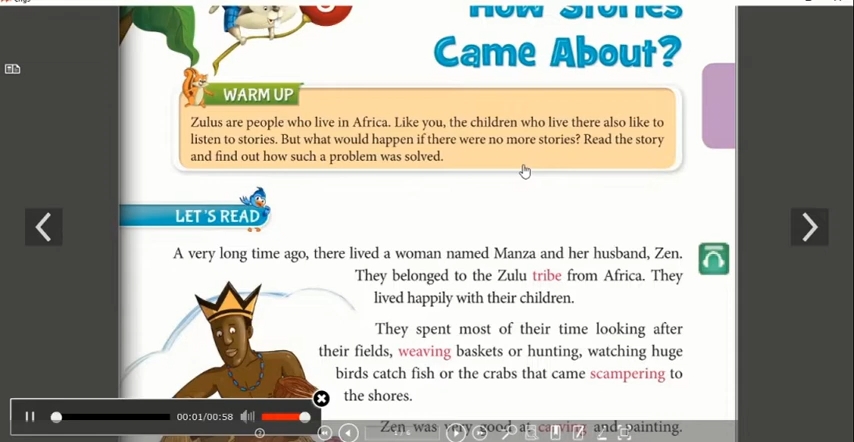 How Stories
Came About?
WARM UP
Zulus are people who live in Africa. Like you, the children who live there also like to
listen to stories. But what would happen if there were no more stories? Read the story
and find out how such a problem was solved.
LET'S READ
A very long time ago, there lived a woman named Manza and her husband, Zen.
They belonged to the Zulu tribe from Africa. They
lived happily with their children.
They spent most of their time looking after
their fields, weaving baskets or hunting, watching huge
birds catch fish or the crabs that came scampering to
the shores.
Zen was very good at carving and painting.
00:01/00:58